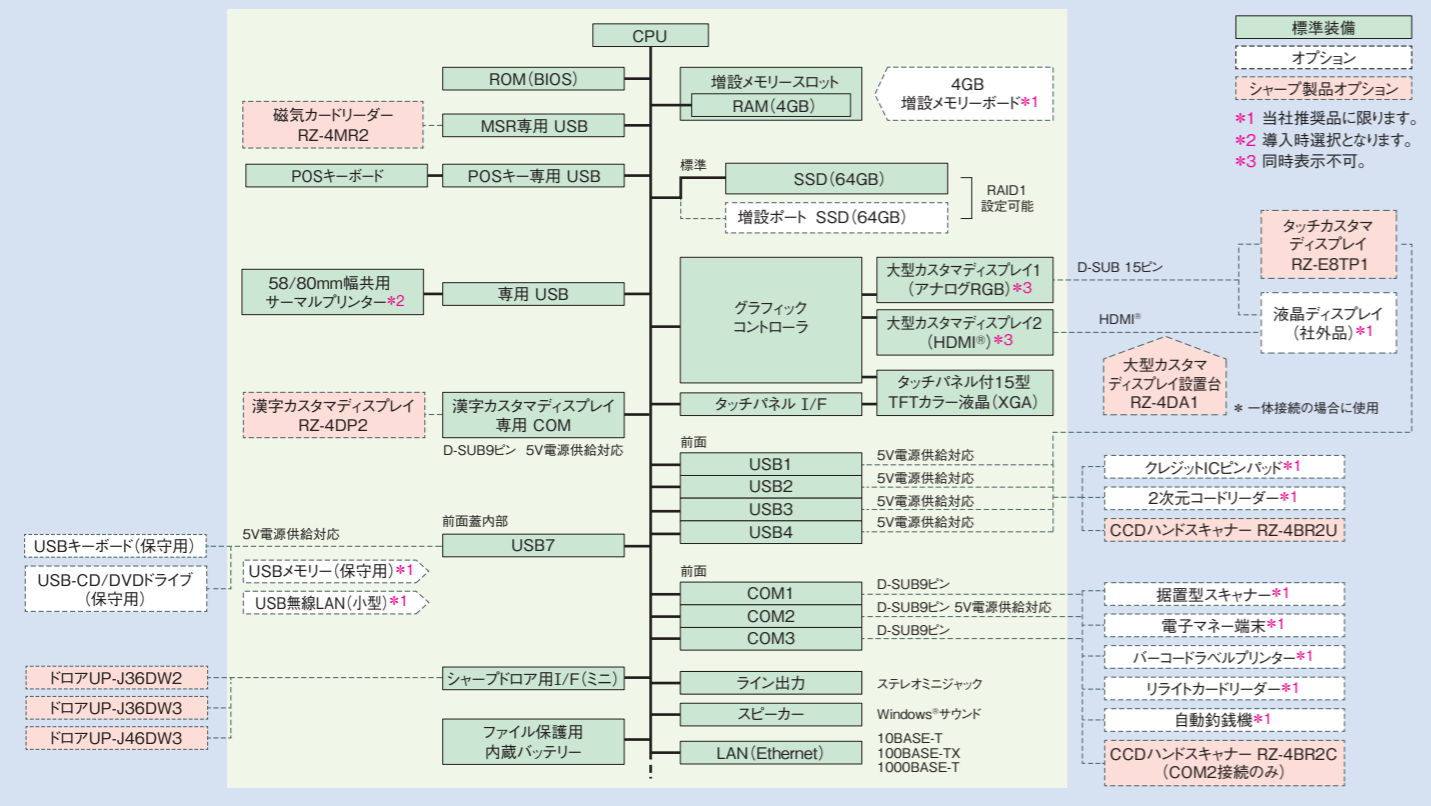 CPU
ROM(BIOS)
増設メモリースロット
RAM(4GB)
4GB
増設メモリーボード*1
標準装備
オプション
シャープ製品オプション
*1 当社推奨品に限ります。
*2 導入時選択となります。
*3 同時表示不可。
磁気カードリーダー
RZ-4MR2
MSR専用 USB
POSキーボード
POSキー専用 USB
標準
SSD(64GB)
増設ポート SSD(64GB)
RAID1
設定可能
58/80mm幅共用
サーマルプリンター*2
専用 USB
グラフィック
コントローラ
大型カスタマディスプレイ1
(アナログRGB)*3
大型カスタマディスプレイ2
(HDMI®)*3
タッチパネル付15型
TFTカラー液晶(XGA)
タッチパネル I/F
D-SUB 15ピン
HDMI®
タッチカスタマ
ディスプレイ
RZ-E8TP1
液晶ディスプレイ
(社外品)*1
大型カスタマ
ディスプレイ設置台
RZ-4DA1
* 一体接続の場合に使用
漢字カスタマディスプレイ
RZ-4DP2
漢字カスタマディスプレイ
専用 COM
D-SUB9ピン 5V電源供給対応
前面
USB1
5V電源供給対応
USB2
5V電源供給対応
USB3
5V電源供給対応
USB4
5V電源供給対応
クレジットICピンパッド*1
2次元コードリーダー*1
CCDハンドスキャナー RZ-4BR2U
前面蓋内部
USB7
5V電源供給対応
USBキーボード(保守用)
USB-CD/DVDドライブ
(保守用)
USBメモリー(保守用)*1
USB無線LAN(小型)*1
前面
COM1
D-SUB9ピン
COM2
D-SUB9ピン 5V電源供給対応
COM3
D-SUB9ピン
据置型スキャナー*1
電子マネー端末*1
バーコードラベルプリンター*1
リライトカードリーダー*1
自動釣銭機*1
CCDハンドスキャナー RZ-4BR2C
(COM2接続のみ)
ドロアUP-J36DW2
ドロアUP-J36DW3
ドロアUP-J46DW3
シャープドロア用I/F(ミニ)
ファイル保護用
内蔵バッテリー
ライン出力
ステレオミニジャック
スピーカー
Windows®サウンド
LAN(Ethernet)
10BASE-T
100BASE-TX
1000BASE-T